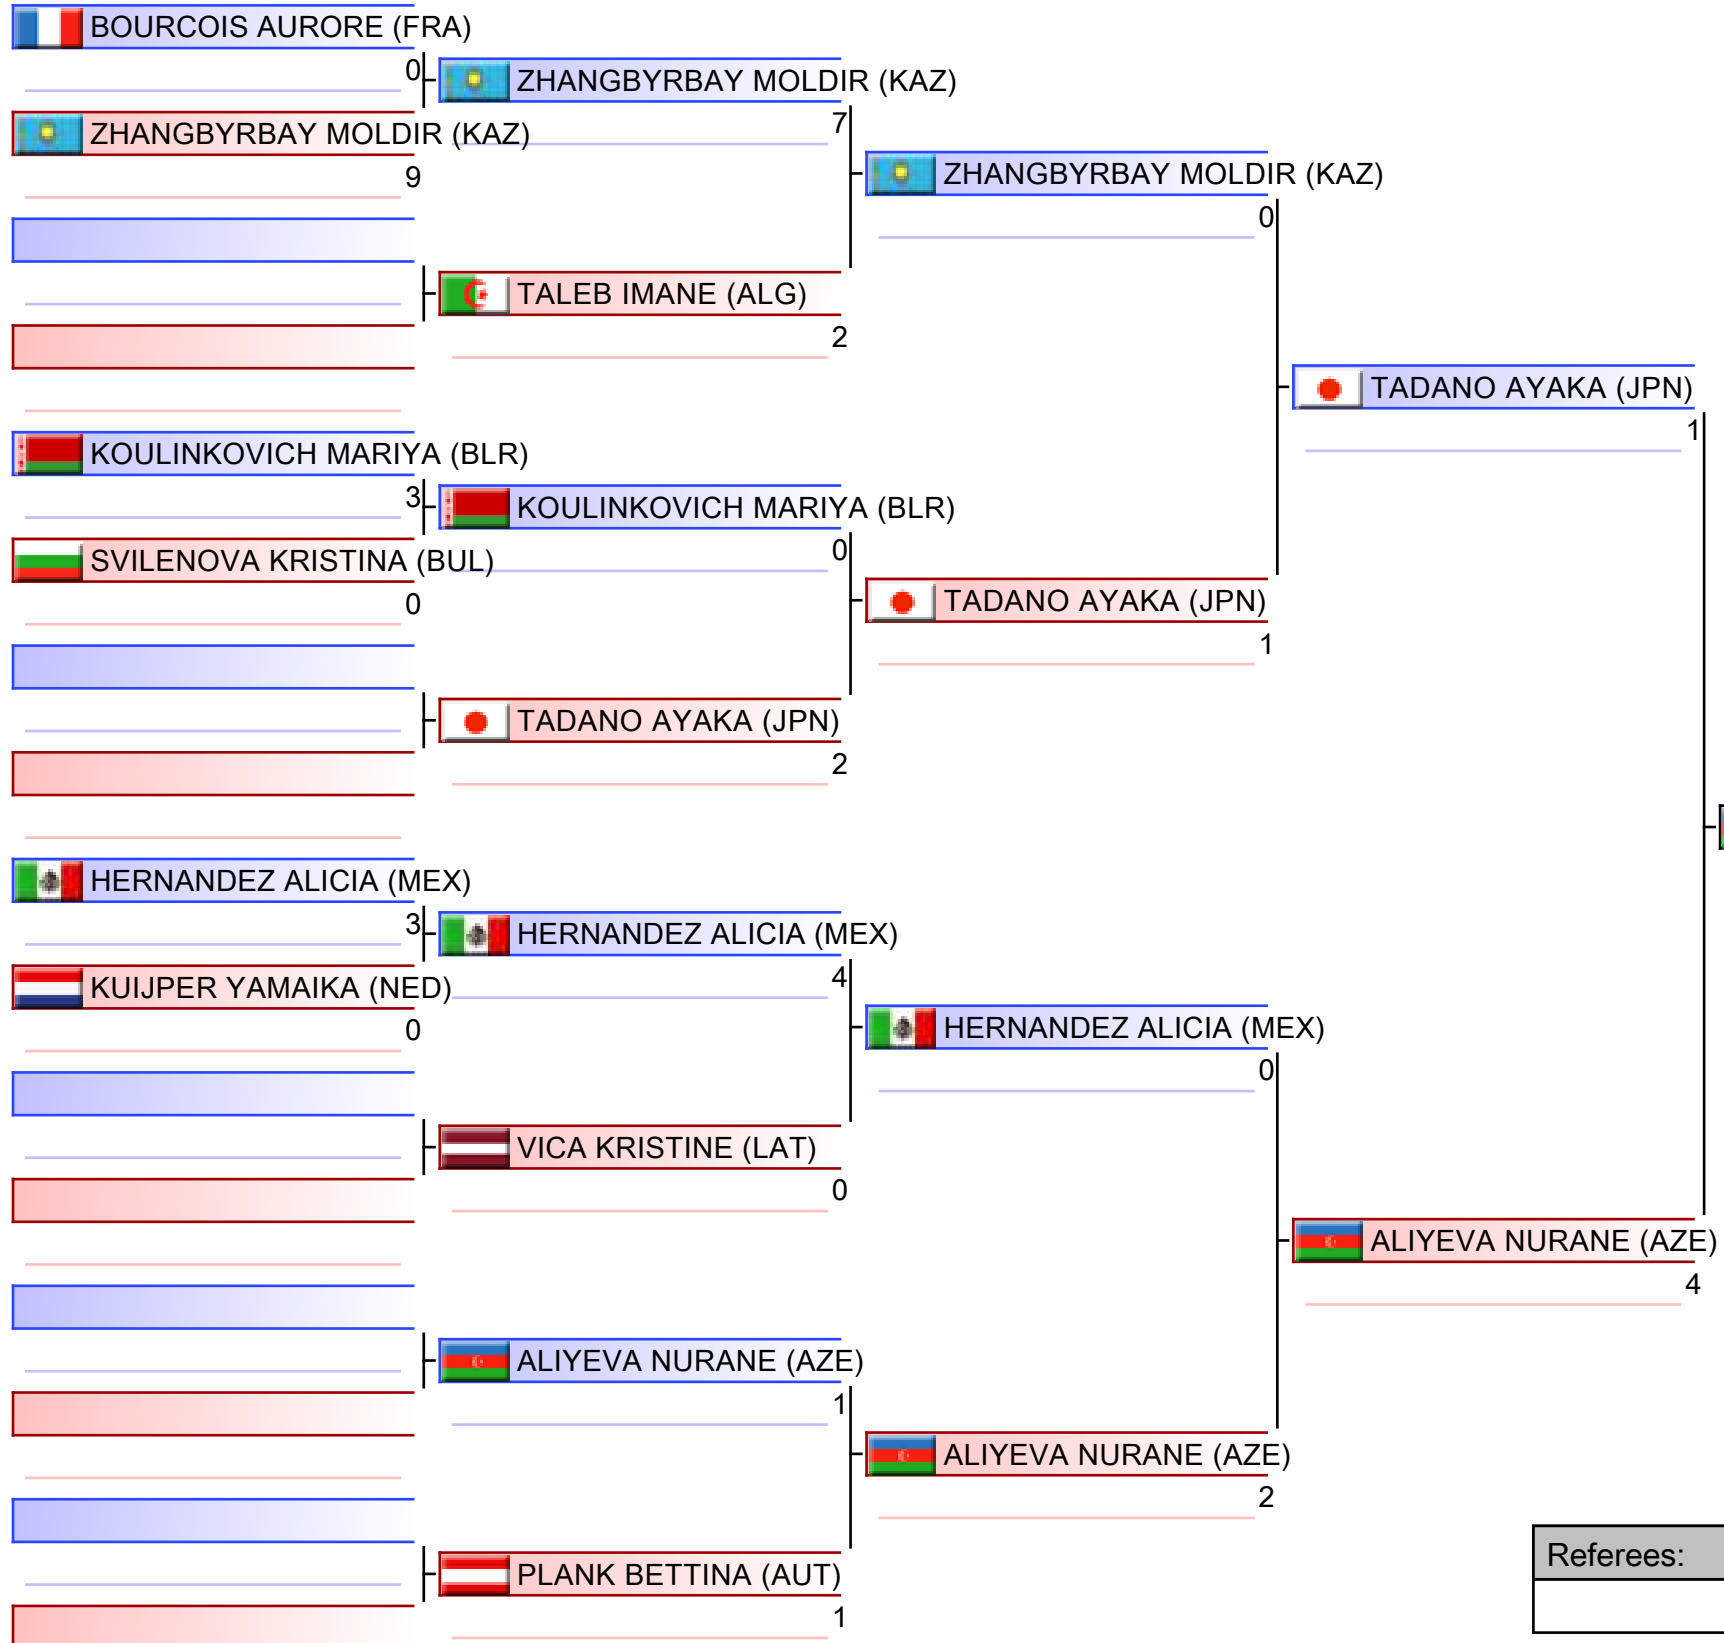 BOURCOIS AURORE (FRA)
0
ZHANGBYRBAY MOLDIR (KAZ)
9
KOULINKOVICH MARIYA (BLR)
3
SVILENOVA KRISTINA (BUL)
0
HERNANDEZ ALICIA (MEX)
3
KUIJPER YAMAIKA (NED)
0
ZHANGBYRBAY MOLDIR (KAZ)
7
TALEB IMANE (ALG)
2
KOULINKOVICH MARIYA (BLR)
0
TADANO AYAKA (JPN)
2
HERNANDEZ ALICIA (MEX)
4
VICA KRISTINE (LAT)
0
ALIYEVA NURANE (AZE)
1
PLANK BETTINA (AUT)
1
ZHANGBYRBAY MOLDIR (KAZ)
0
TADANO AYAKA (JPN)
1
HERNANDEZ ALICIA (MEX)
0
ALIYEVA NURANE (AZE)
2
TADANO AYAKA (JPN)
1
ALIYEVA NURANE (AZE)
4
Referees: